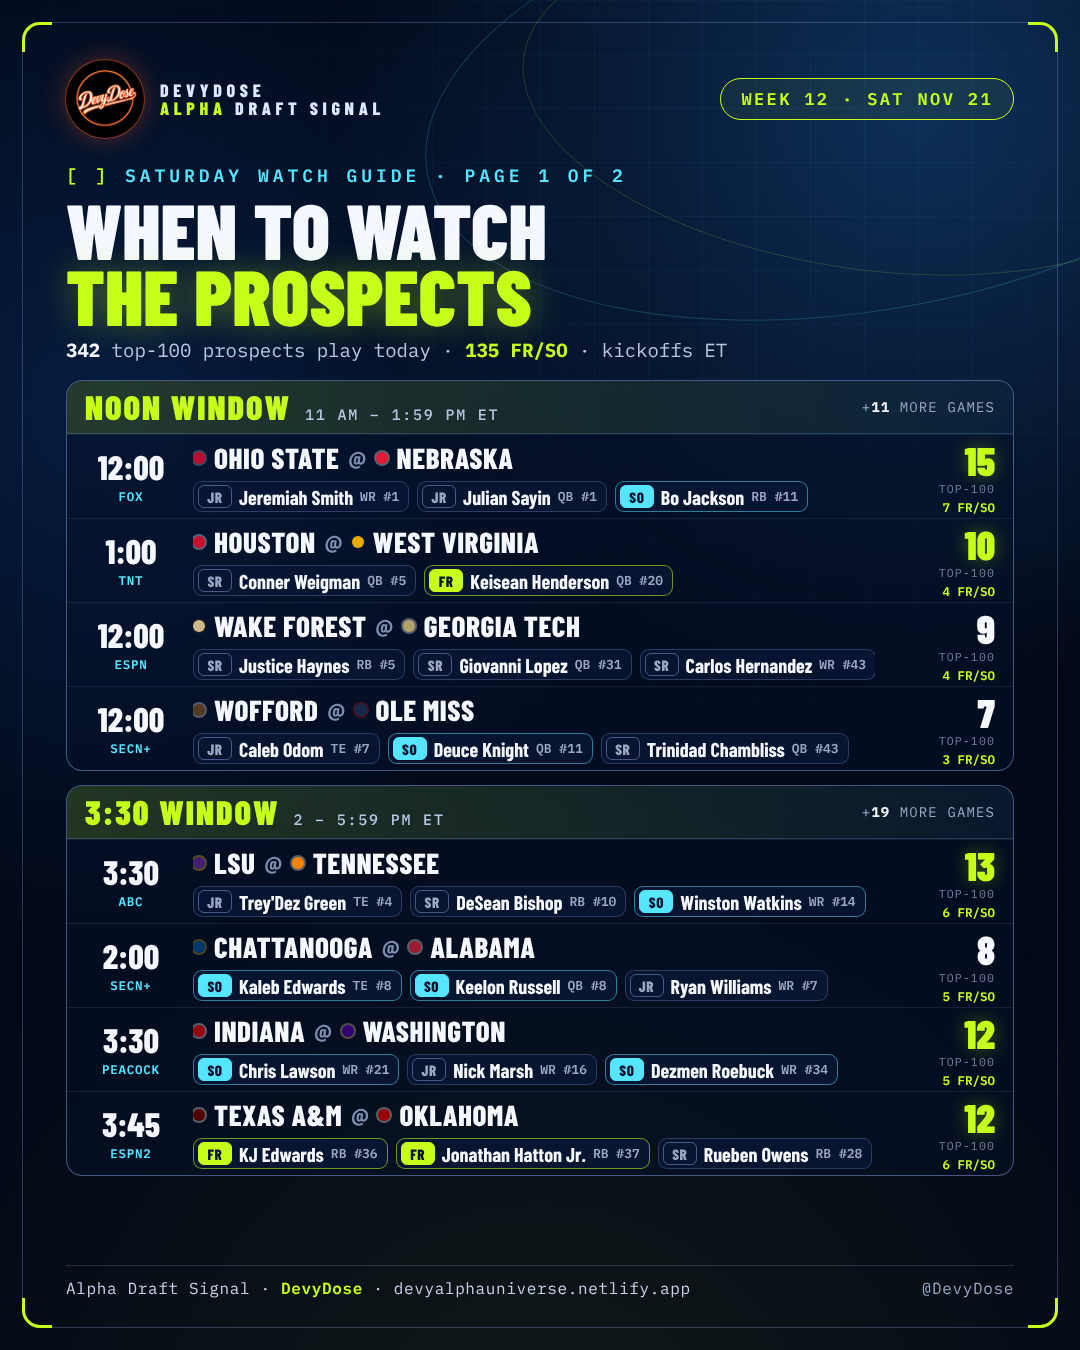 DevyDose
DEVYDOSE
ALPHA DRAFT SIGNAL
WEEK 12 · SAT NOV 21
[ ] SATURDAY WATCH GUIDE · PAGE 1 OF 2
WHEN TO WATCH
THE PROSPECTS
342 top-100 prospects play today · 135 FR/SO · kickoffs ET
NOON WINDOW 11 AM – 1:59 PM ET +11 MORE GAMES
12:00 OHIO STATE @ NEBRASKA 15
FOX JR Jeremiah Smith WR #1 JR Julian Sayin QB #1 SO Bo Jackson RB #11 TOP-100
7 FR/SO
1:00 HOUSTON @ WEST VIRGINIA 10
TNT SR Conner Weigman QB #5 FR Keisean Henderson QB #20 TOP-100
4 FR/SO
12:00 WAKE FOREST @ GEORGIA TECH 9
ESPN SR Justice Haynes RB #5 SR Giovanni Lopez QB #31 SR Carlos Hernandez WR #43 TOP-100
4 FR/SO
12:00 WOFFORD @ OLE MISS 7
SECN+ JR Caleb Odom TE #7 SO Deuce Knight QB #11 SR Trinidad Chambliss QB #43 TOP-100
3 FR/SO
3:30 WINDOW 2 – 5:59 PM ET +19 MORE GAMES
3:30 LSU @ TENNESSEE 13
ABC JR Trey'Dez Green TE #4 SR DeSean Bishop RB #10 SO Winston Watkins WR #14 TOP-100
6 FR/SO
2:00 CHATTANOOGA @ ALABAMA 8
SECN+ SO Kaleb Edwards TE #8 SO Keelon Russell QB #8 JR Ryan Williams WR #7 TOP-100
5 FR/SO
3:30 INDIANA @ WASHINGTON 12
PEACOCK SO Chris Lawson WR #21 JR Nick Marsh WR #16 SO Dezmen Roebuck WR #34 TOP-100
5 FR/SO
3:45 TEXAS A&M @ OKLAHOMA 12
ESPN2 FR KJ Edwards RB #36 FR Jonathan Hatton Jr. RB #37 SR Rueben Owens RB #28 TOP-100
6 FR/SO
Alpha Draft Signal · DevyDose · devyalphauniverse.netlify.app @DevyDose